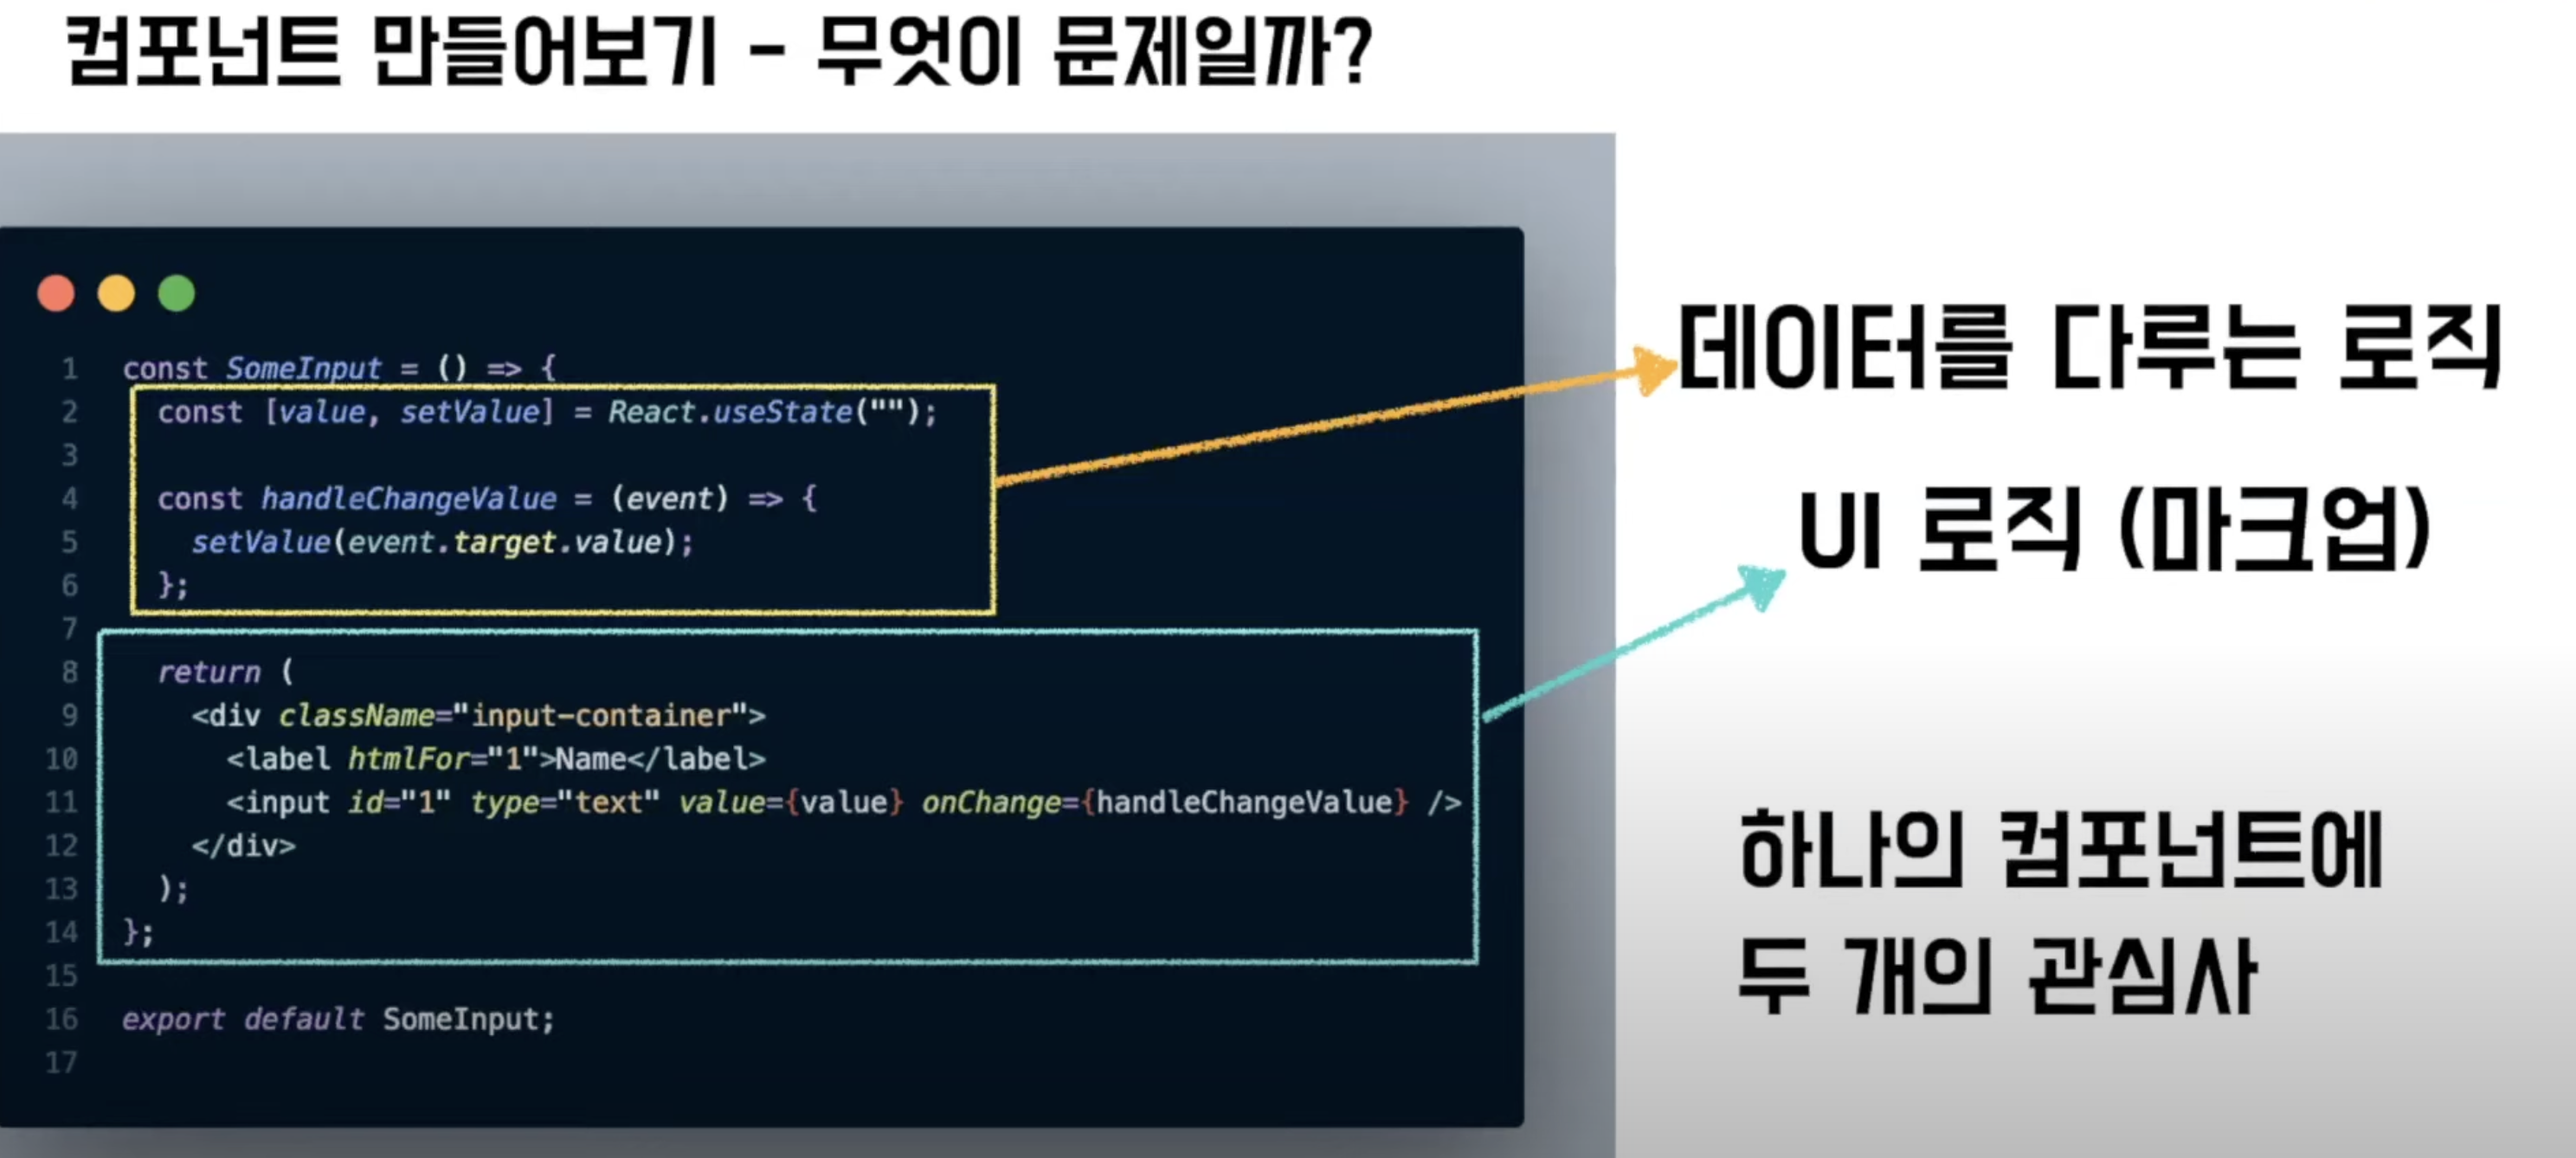 컴포넌트 만들어보기 - 무엇이 문제일까?
1 const SomeInput = () => {
2 const [value, setValue] = React.useState("");
3
4 const handleChangeValue = (event) => {
5 setValue(event.target.value);
6 };
7
8 return (
9 <div className="input-container">
10 <label htmlFor="1">Name</label>
11 <input id="1" type="text" value={value} onChange={handleChangeValue} />
12 </div>
13 );
14 };
15
16 export default SomeInput;
17
데이터를 다루는 로직
UI 로직 (마크업)
하나의 컴포넌트에
두 개의 관심사